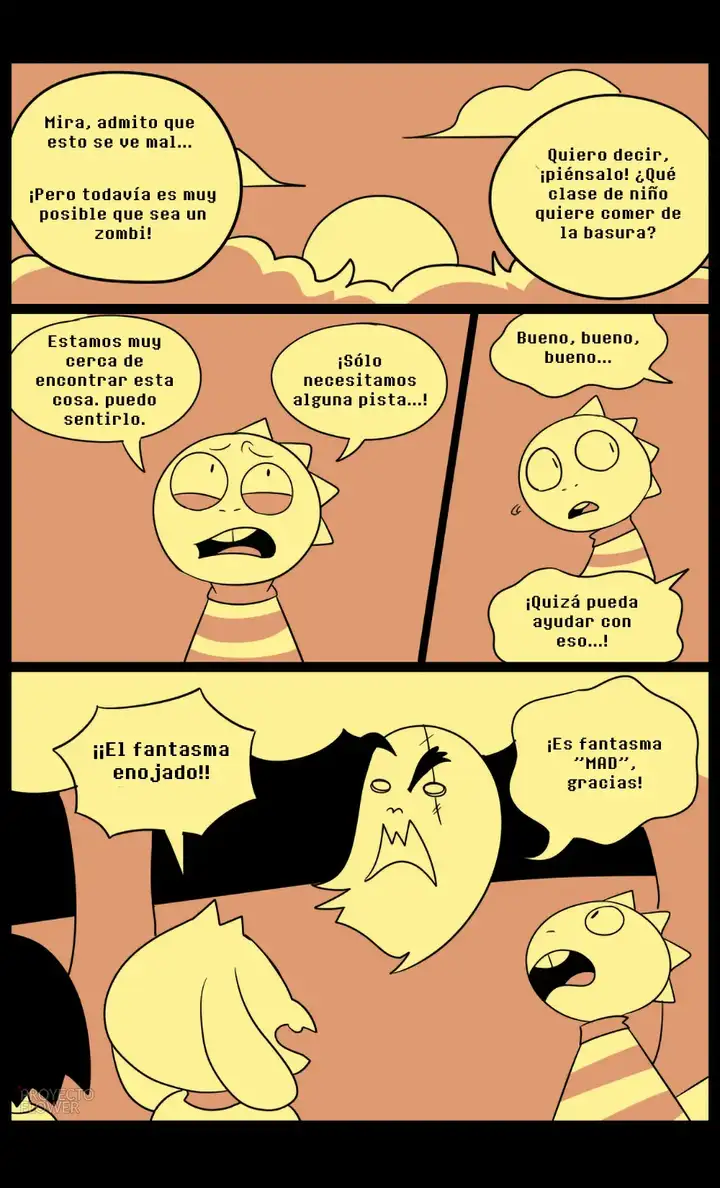 Mira, admito que
esto se ve mal...
¡Pero todavía es muy
posible que sea un
zombi!
Quiero decir,
¡piénsalo! ¿Qué
clase de niño
quiere comer de
la basura?
Estamos muy
cerca de
encontrar esta
cosa. puedo
sentirlo.
¡Sólo
necesitamos
alguna pista...!
Bueno, bueno,
bueno...
¡Quizá pueda
ayudar con
eso...!
¡¡El fantasma
enojado!!
¡Es fantasma
"MAD",
gracias!
PROYECTO
FLOWER